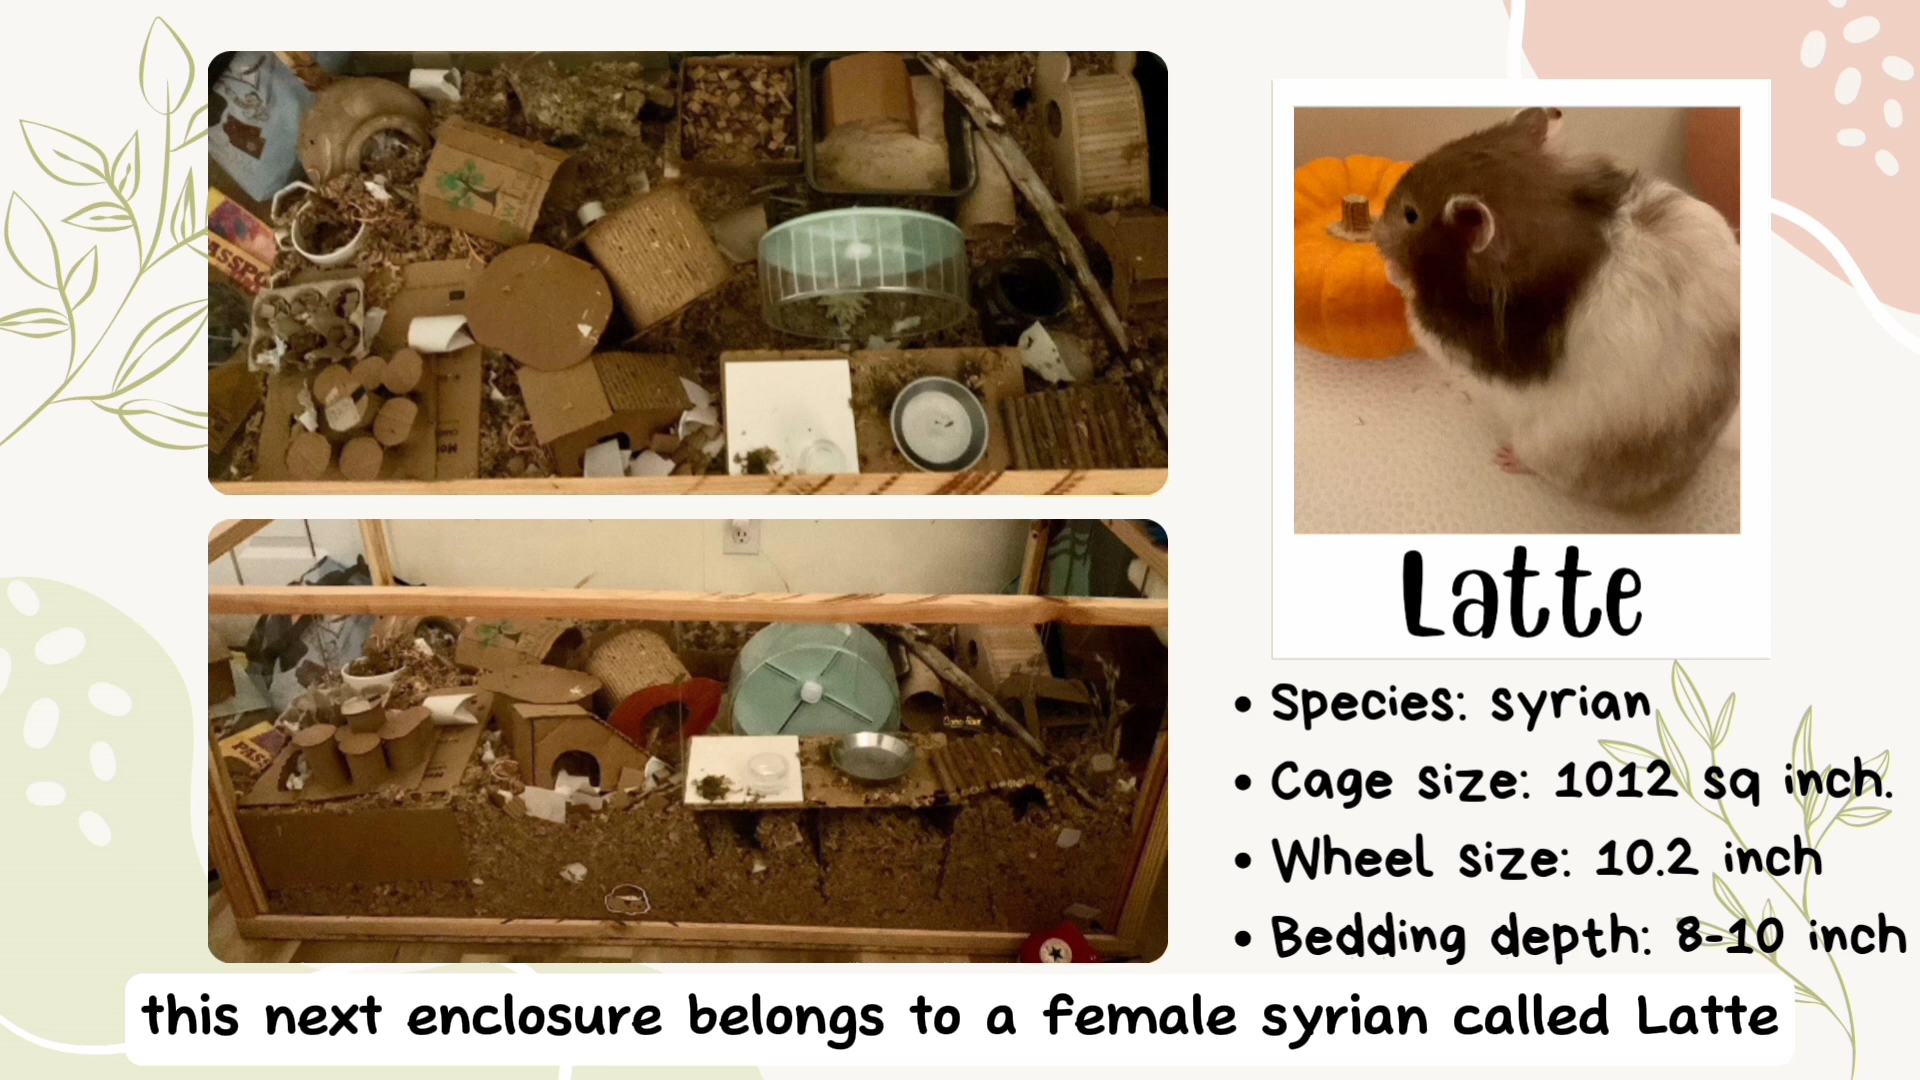 Latte
• Species: syrian
• Cage size: 1012 sq inch.
• Wheel size: 10.2 inch
• Bedding depth: 8-10 inch
this next enclosure belongs to a female syrian called Latte